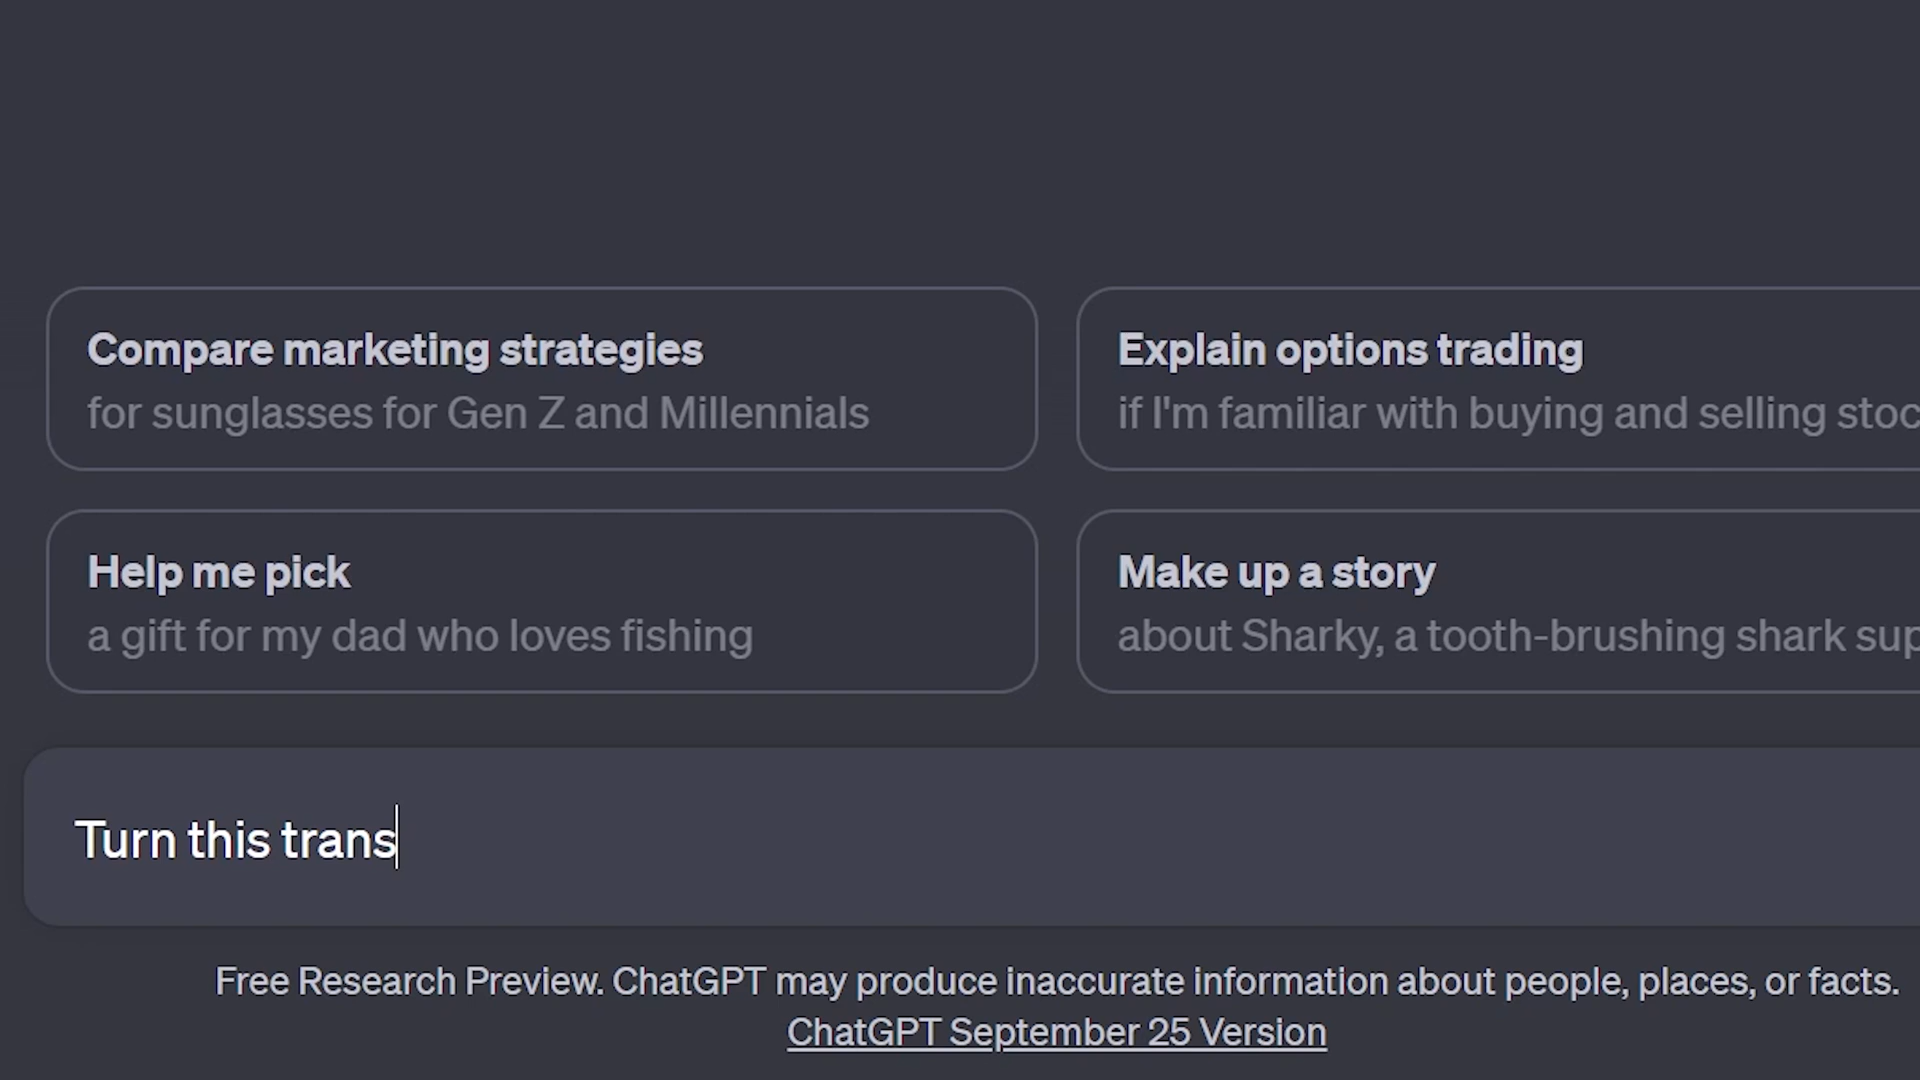 Compare marketing strategies
for sunglasses for Gen Z and Millennials
Explain options trading
if I'm familiar with buying and selling stoc
Help me pick
a gift for my dad who loves fishing
Make up a story
about Sharky, a tooth-brushing shark sup
Turn this trans
Free Research Preview. ChatGPT may produce inaccurate information about people, places, or facts.
ChatGPT September 25 Version